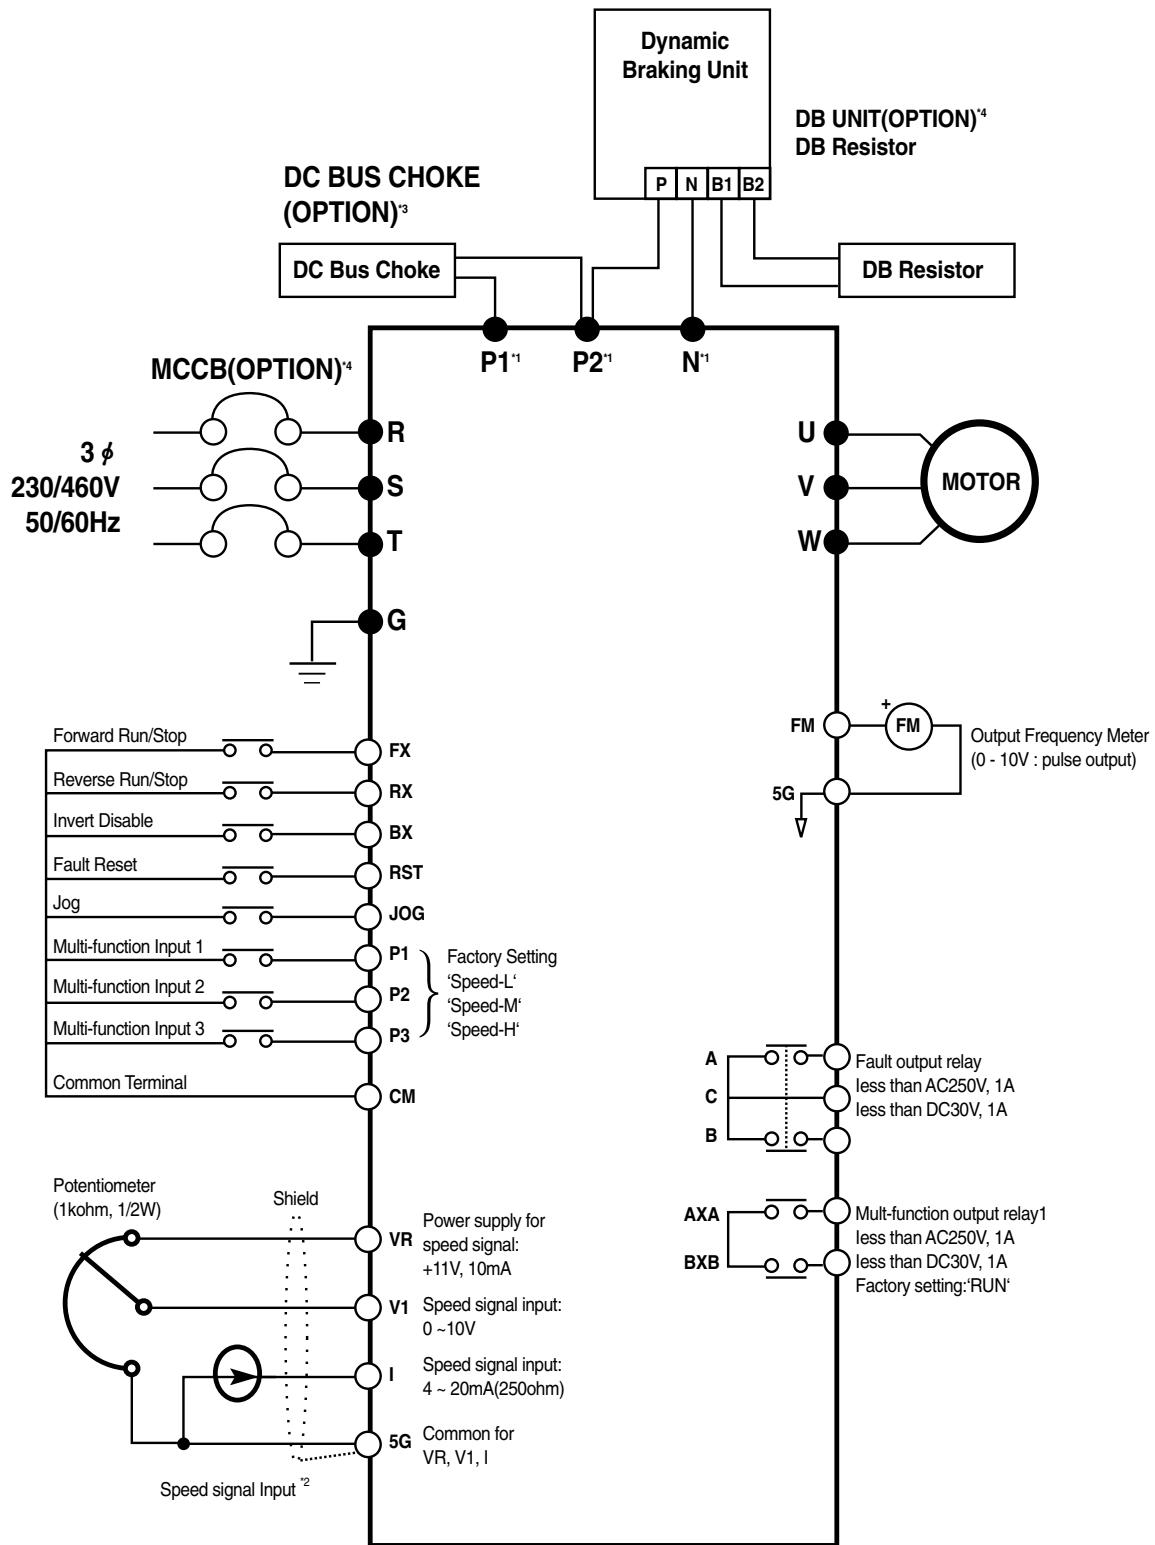 Dynamic
Braking Unit
P N B1 B2
DB UNIT(OPTION)*4
DB Resistor
DC BUS CHOKE
(OPTION)*3
DC Bus Choke
DB Resistor
P1*1 P2*1 N*1
MCCB(OPTION)*4
3 ϕ
230/460V
50/60Hz
R
S
T
G
U
V
W
MOTOR
Forward Run/Stop
FX
Reverse Run/Stop
RX
Invert Disable
BX
Fault Reset
RST
Jog
JOG
Multi-function Input 1
P1
Multi-function Input 2
P2
Multi-function Input 3
P3
Factory Setting
‘Speed-L‘
‘Speed-M‘
‘Speed-H‘
Common Terminal
CM
FM
+
FM
5G
Output Frequency Meter
(0 - 10V : pulse output)
A
C
B
Fault output relay
less than AC250V, 1A
less than DC30V, 1A
AXA
BXB
Mult-function output relay1
less than AC250V, 1A
less than DC30V, 1A
Factory setting:‘RUN‘
Potentiometer
(1kohm, 1/2W)
Shield
VR
Power supply for
speed signal:
+11V, 10mA
V1
Speed signal input:
0 ~10V
I
Speed signal input:
4 ~ 20mA(250ohm)
5G
Common for
VR, V1, I
Speed signal Input *2